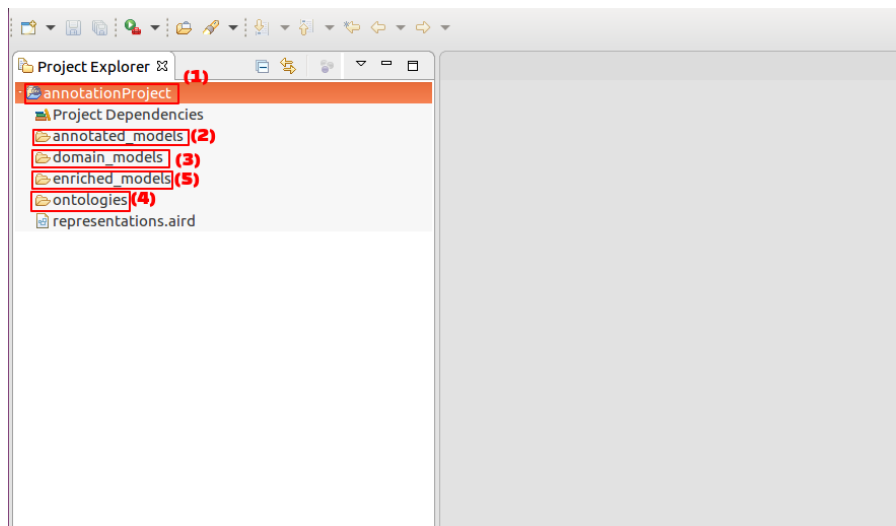 Project Explorer
(1)
annotationProject
Project Dependencies
annotated_models (2)
domain_models (3)
enriched_models (5)
ontologies (4)
representations.aird